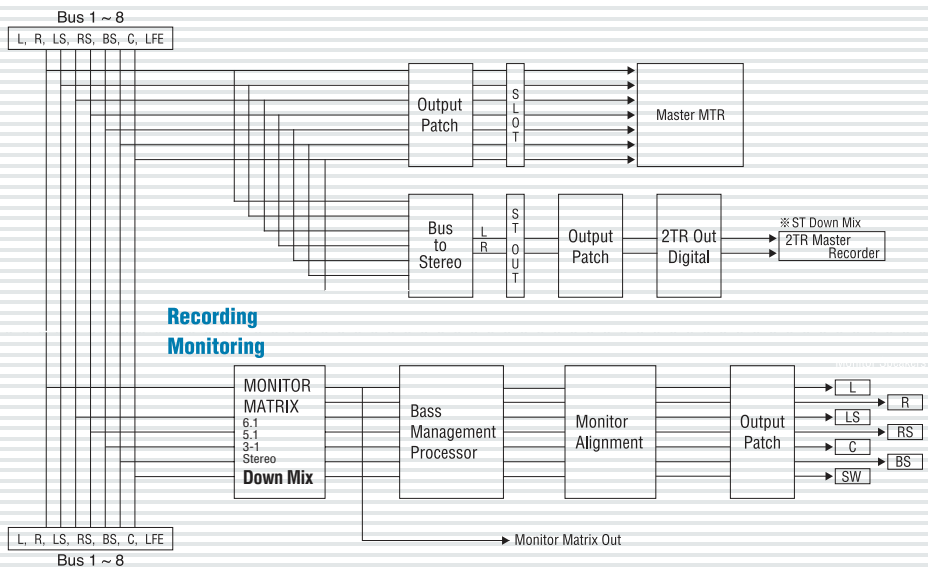 Bus 1 ~ 8
L, R, LS, RS, BS, C, LFE
Output
Patch
S
L
O
T
Master MTR
Bus
to
Stereo
L
R
S
T
O
U
T
Output
Patch
2TR Out
Digital
※ST Down Mix
2TR Master
Recorder
Recording
Monitoring
MONITOR
MATRIX
6.1
5.1
3-1
Stereo
Down Mix
Bass
Management
Processor
Monitor
Alignment
Output
Patch
Monitor Speakers
L
R
LS
RS
C
BS
SW
Monitor Matrix Out
L, R, LS, RS, BS, C, LFE
Bus 1 ~ 8